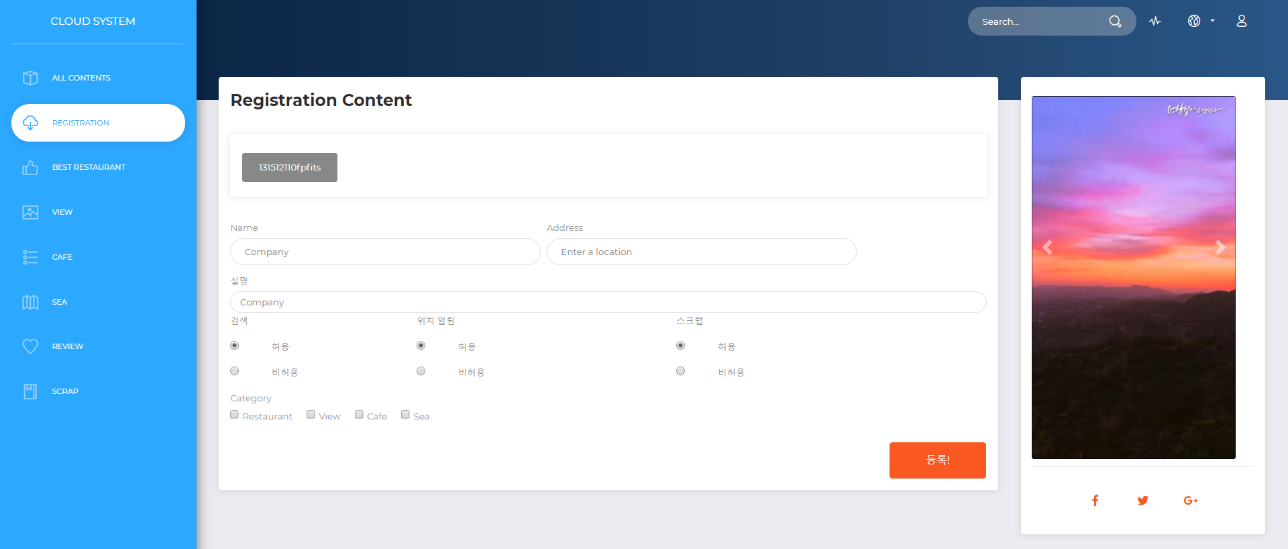 CLOUD SYSTEM
Search...
ALL CONTENTS
REGISTRATION
BEST RESTAURANT
VIEW
CAFE
SEA
REVIEW
SCRAP
Registration Content
131512110fpfits
Name Address
Company Enter a location
설명
Company
검색 위치 알림 스크랩
허용 허용 허용
비허용 비허용 비허용
Category
Restaurant View Cafe Sea
등록!